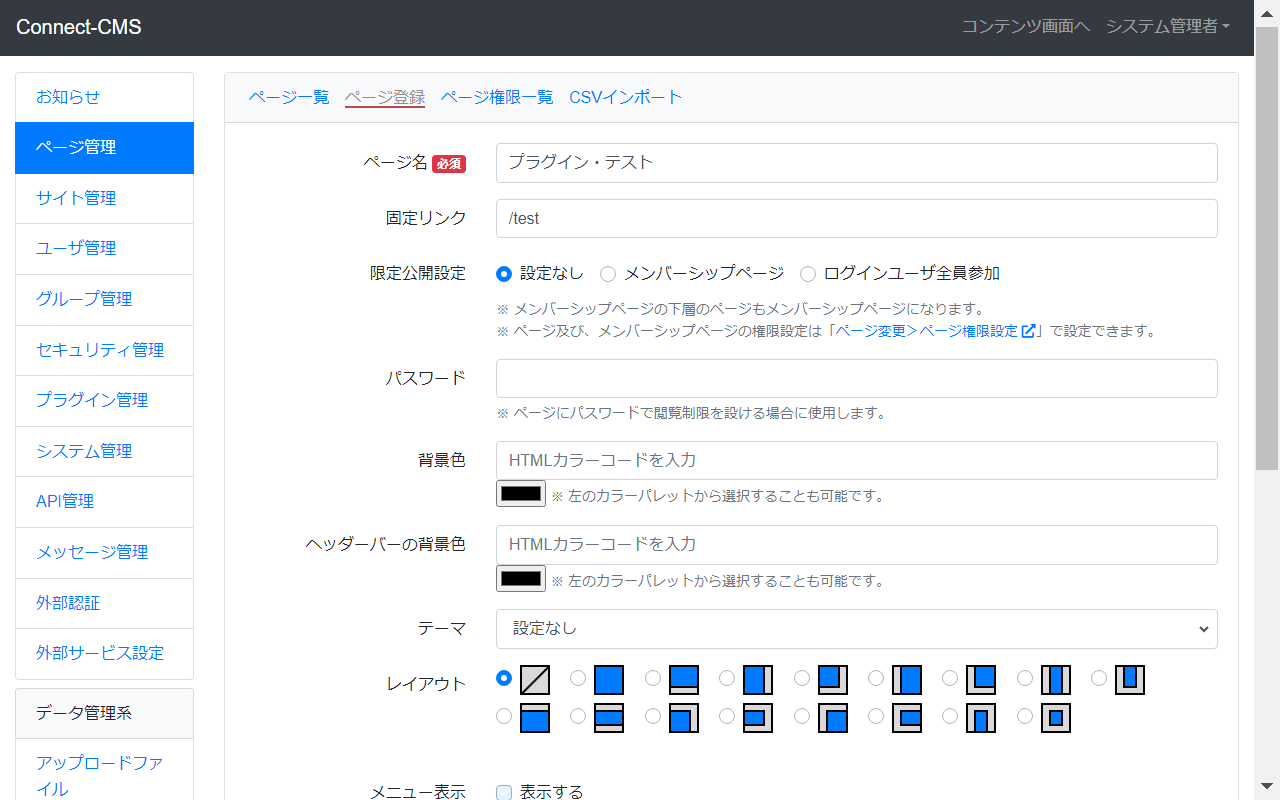 Connect-CMS
コンテンツ画面へ システム管理者
お知らせ
ページ管理
サイト管理
ユーザ管理
グループ管理
セキュリティ管理
プラグイン管理
システム管理
API管理
メッセージ管理
外部認証
外部サービス設定
データ管理系
アップロードファ
イル
ページ一覧 ページ登録 ページ権限一覧 CSVインポート
ページ名 必須 プラグイン・テスト
固定リンク /test
限定公開設定 設定なし メンバーシップページ ログインユーザ全員参加
※ メンバーシップページの下層のページもメンバーシップページになります。
※ ページ及び、メンバーシップページの権限設定は「ページ変更＞ページ権限設定」で設定できます。
パスワード
※ ページにパスワードで閲覧制限を設ける場合に使用します。
背景色 HTMLカラーコードを入力
※ 左のカラーパレットから選択することも可能です。
ヘッダーバーの背景色 HTMLカラーコードを入力
※ 左のカラーパレットから選択することも可能です。
テーマ 設定なし
レイアウト
メニュー表示 表示する